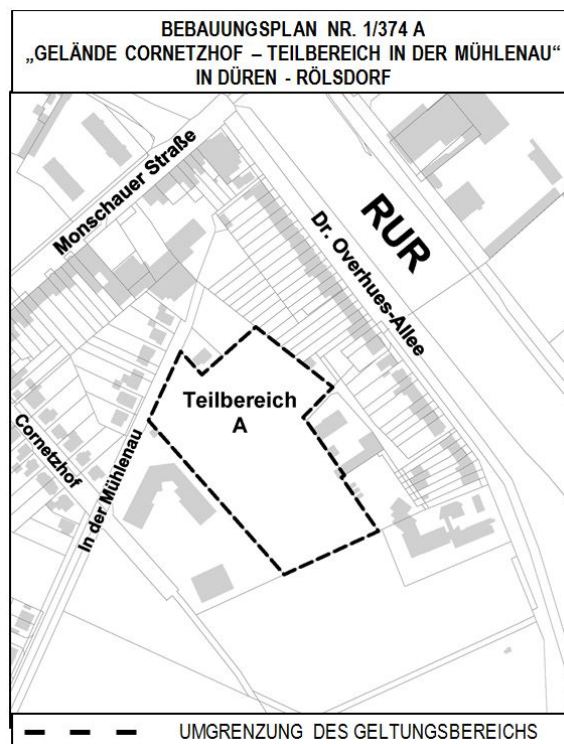 BEBAUUNGSPLAN NR. 1/374 A
„GELÄNDE CORNETZHOF – TEILBEREICH IN DER MÜHLENAU“
IN DÜREN - RÖLSDORF
Monschauer Straße
RUR
Dr. Overhues-Allee
Teilbereich
A
Cornetzhof
In der Mühlenau
UMGRENZUNG DES GELTUNGSBEREICHS